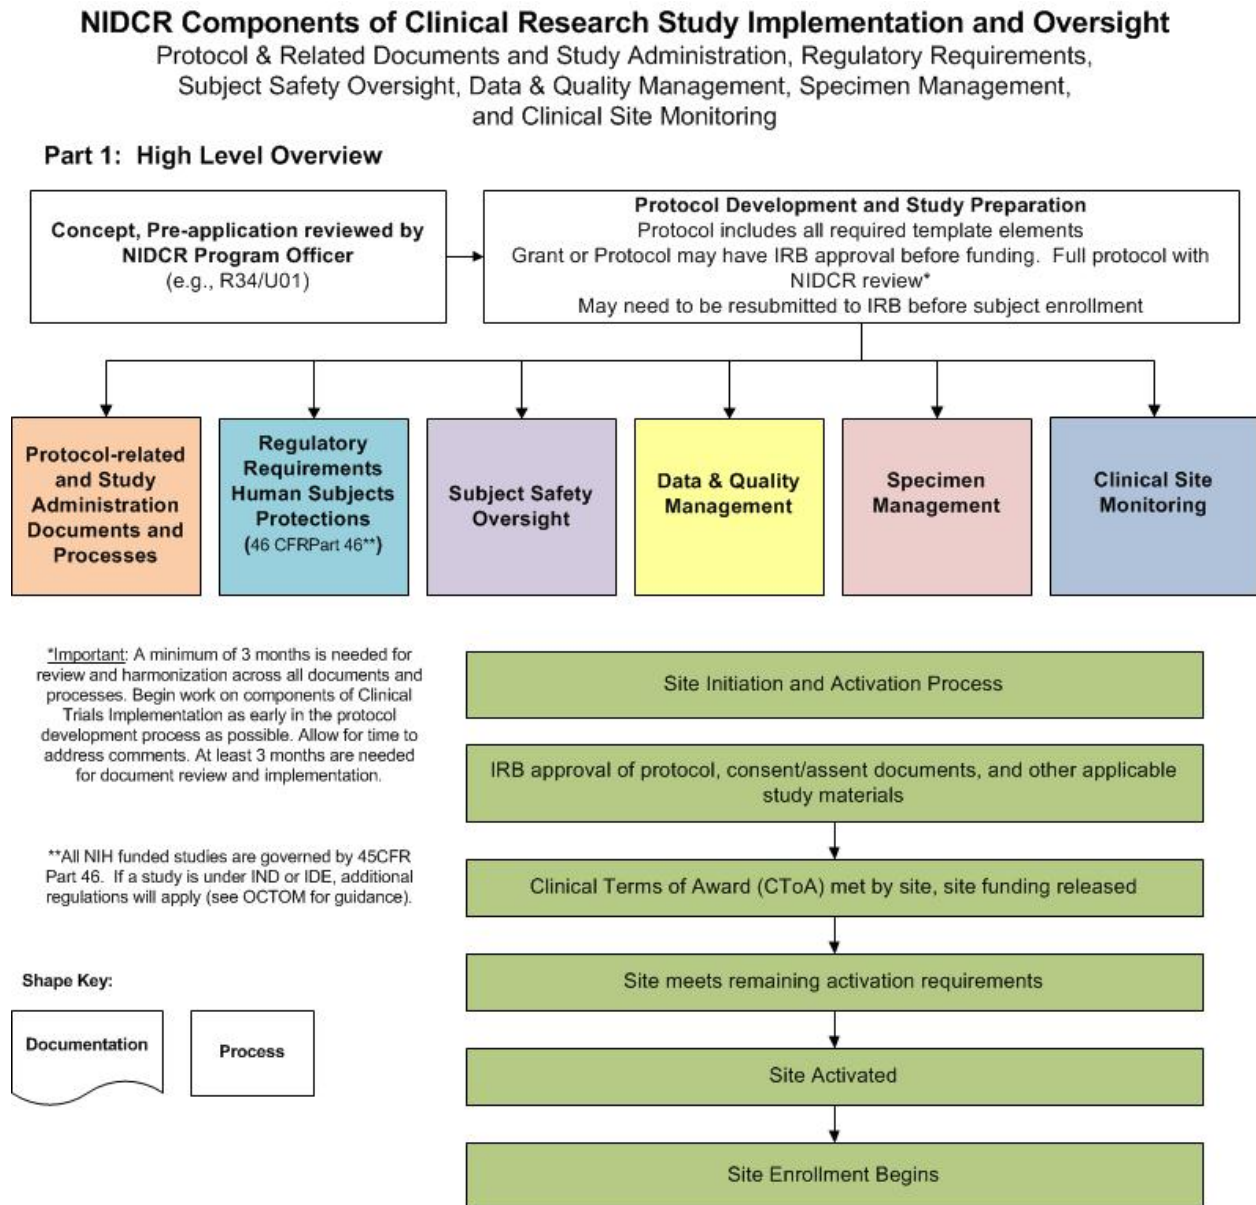 NIDCR Components of Clinical Research Study Implementation and Oversight
Protocol & Related Documents and Study Administration, Regulatory Requirements,
Subject Safety Oversight, Data & Quality Management, Specimen Management,
and Clinical Site Monitoring
Part 1:  High Level Overview
Concept, Pre-application reviewed by
NIDCR Program Officer
(e.g., R34/U01)
Protocol Development and Study Preparation
Protocol includes all required template elements
Grant or Protocol may have IRB approval before funding.  Full protocol with
NIDCR review*
May need to be resubmitted to IRB before subject enrollment
Protocol-related
and Study
Administration
Documents and
Processes
Regulatory
Requirements
Human Subjects
Protections
(46 CFRPart 46**)
Subject Safety
Oversight
Data & Quality
Management
Specimen
Management
Clinical Site
Monitoring
*Important: A minimum of 3 months is needed for
review and harmonization across all documents and
processes. Begin work on components of Clinical
Trials Implementation as early in the protocol
development process as possible. Allow for time to
address comments. At least 3 months are needed
for document review and implementation.
**All NIH funded studies are governed by 45CFR
Part 46.  If a study is under IND or IDE, additional
regulations will apply (see OCTOM for guidance).
Shape Key:
Documentation
Process
Site Initiation and Activation Process
IRB approval of protocol, consent/assent documents, and other applicable
study materials
Clinical Terms of Award (CToA) met by site, site funding released
Site meets remaining activation requirements
Site Activated
Site Enrollment Begins